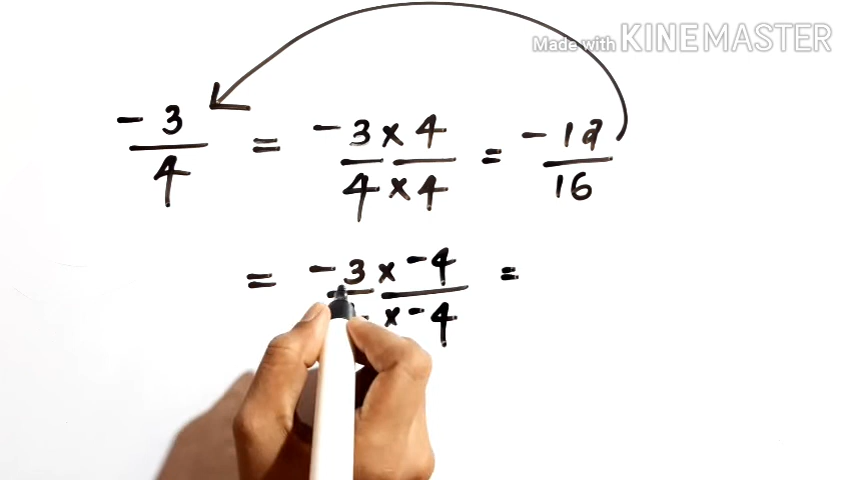 Made with KINEMASTER
-3/4 = -3 x 4/4 x 4 = -12/16
= -3 x -4/ x -4 =